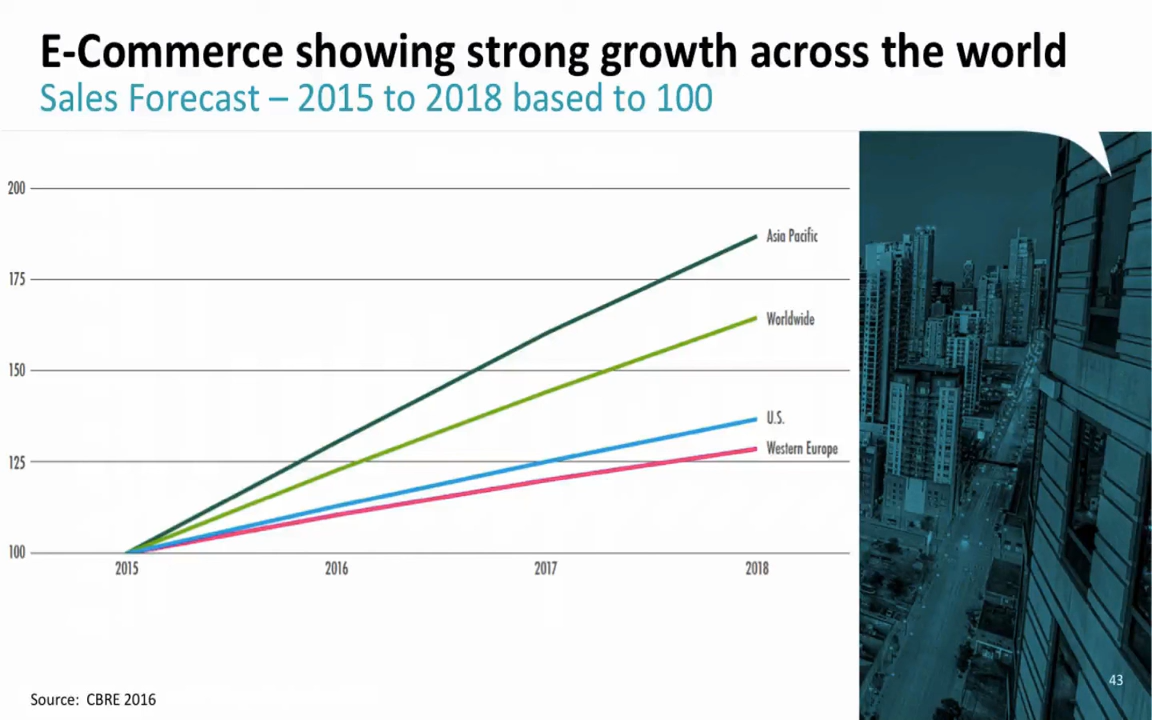 E-Commerce showing strong growth across the world
Sales Forecast – 2015 to 2018 based to 100
200
Asia Pacific
175
Worldwide
150
U.S.
Western Europe
125
100
2015 2016 2017 2018
43
Source: CBRE 2016